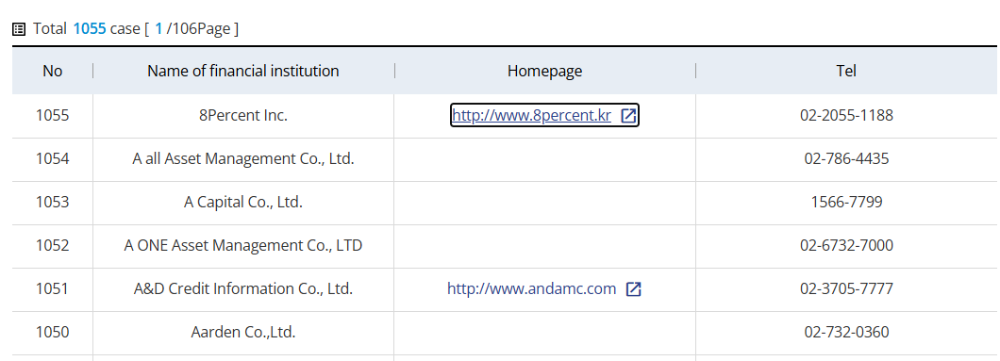 Total 1055 case [ 1 /106Page ]
No Name of financial institution Homepage Tel
1055 8Percent Inc. http://www.8percent.kr 02-2055-1188
1054 A all Asset Management Co., Ltd. 02-786-4435
1053 A Capital Co., Ltd. 1566-7799
1052 A ONE Asset Management Co., LTD 02-6732-7000
1051 A&D Credit Information Co., Ltd. http://www.andamc.com 02-3705-7777
1050 Aarden Co.,Ltd. 02-732-0360